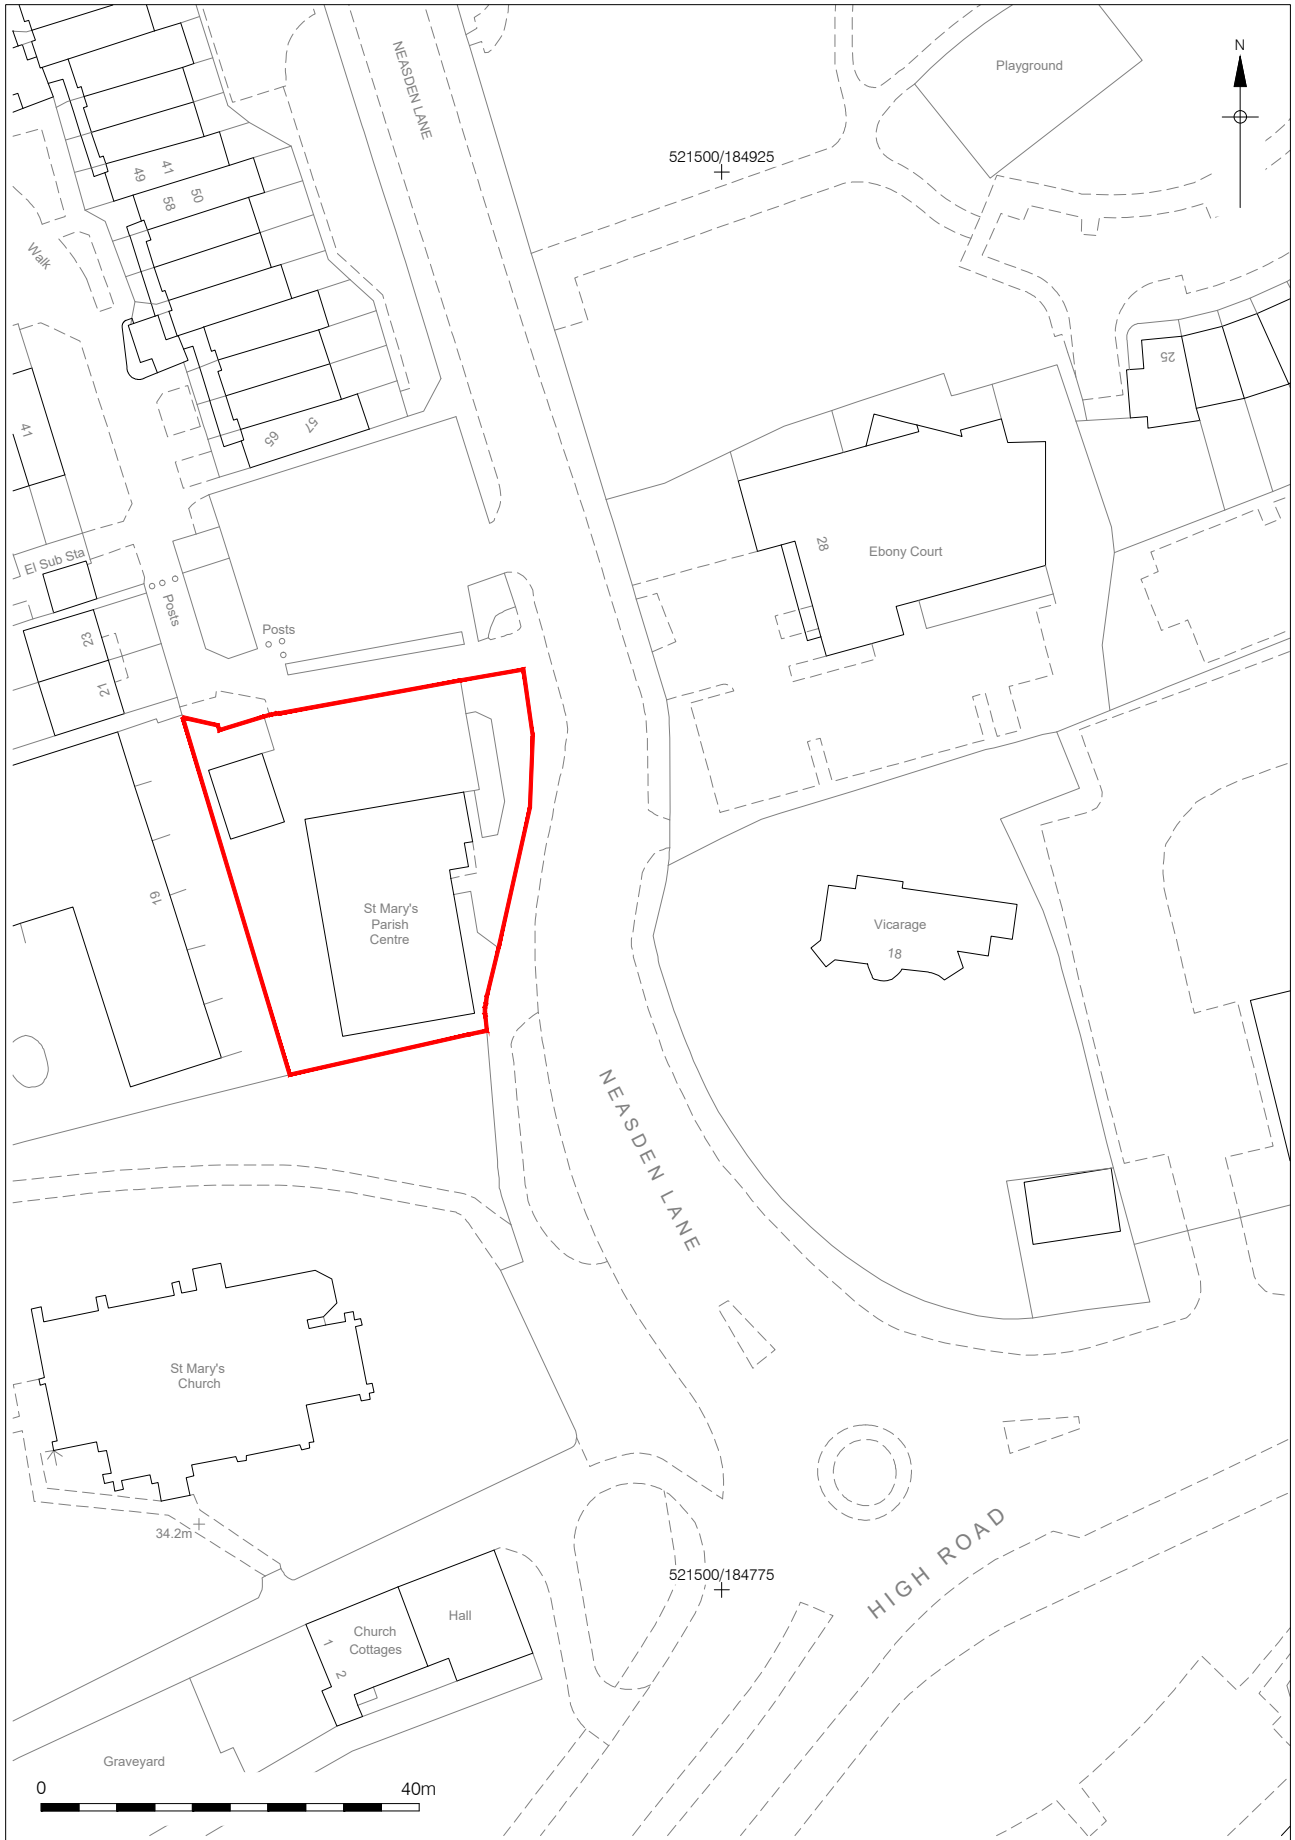 NEASDEN LANE
Playground
N
521500/184925
49
41
58
50
Walk
25
41
65
57
El Sub Sta
28
Ebony Court
Posts
Posts
23
21
19
St Mary's
Parish
Centre
Vicarage
18
NEASDEN LANE
St Mary's
Church
34.2m
521500/184775
HIGH ROAD
Hall
Church
Cottages
1
2
Graveyard
0
40m